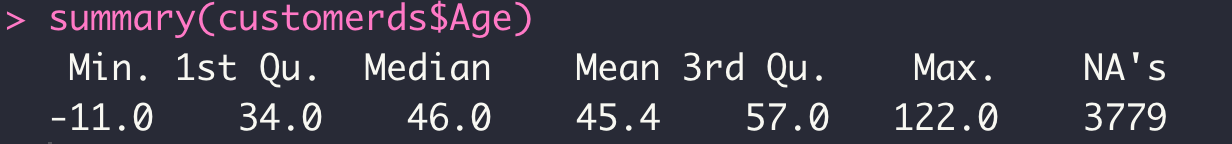 > summary(customerds$Age)
Min. 1st Qu. Median Mean 3rd Qu. Max. NA's
-11.0 34.0 46.0 45.4 57.0 122.0 3779